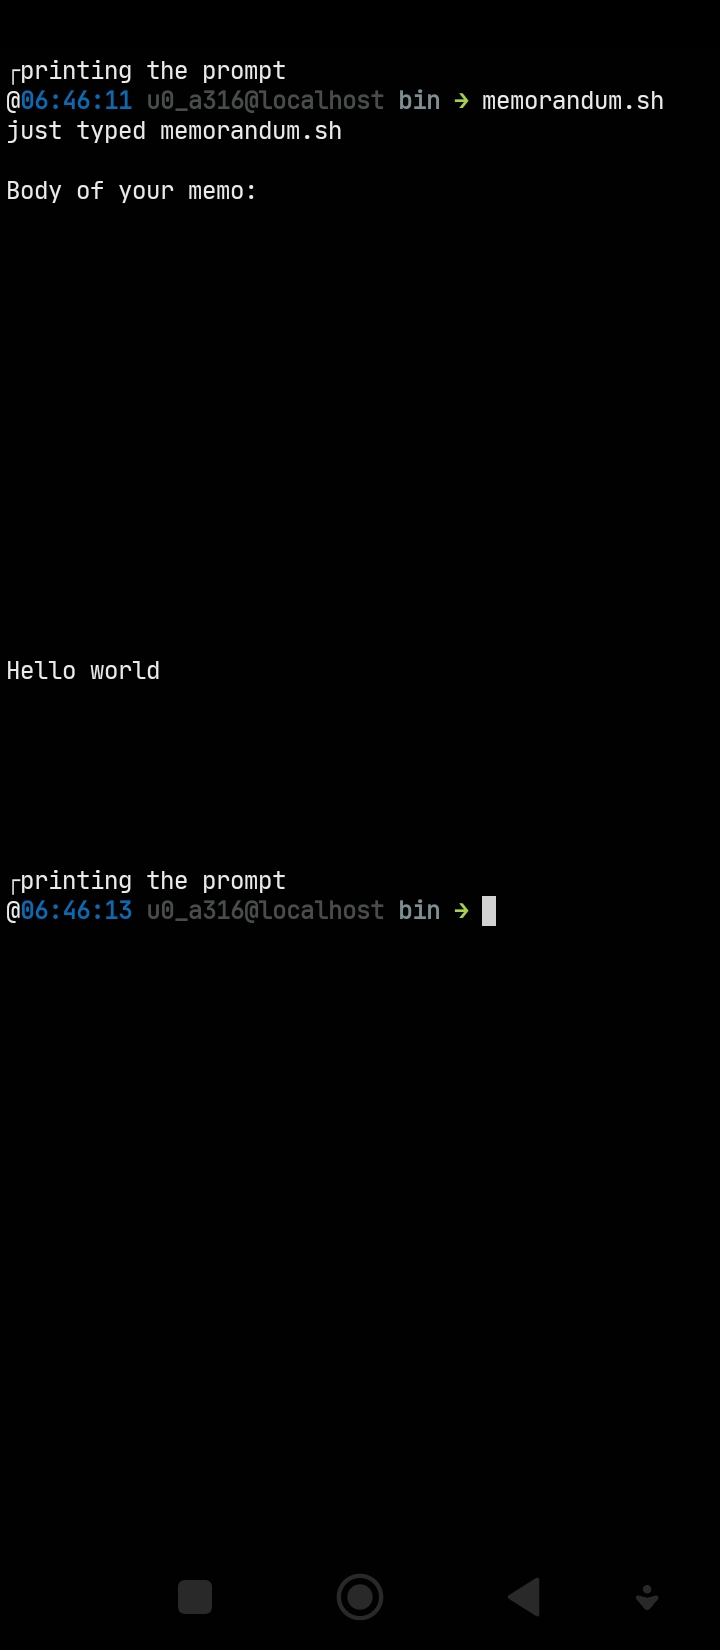 ┌printing the prompt
@06:46:11 u0_a316@localhost bin → memorandum.sh
just typed memorandum.sh
Body of your memo:
Hello world
┌printing the prompt
@06:46:13 u0_a316@localhost bin →